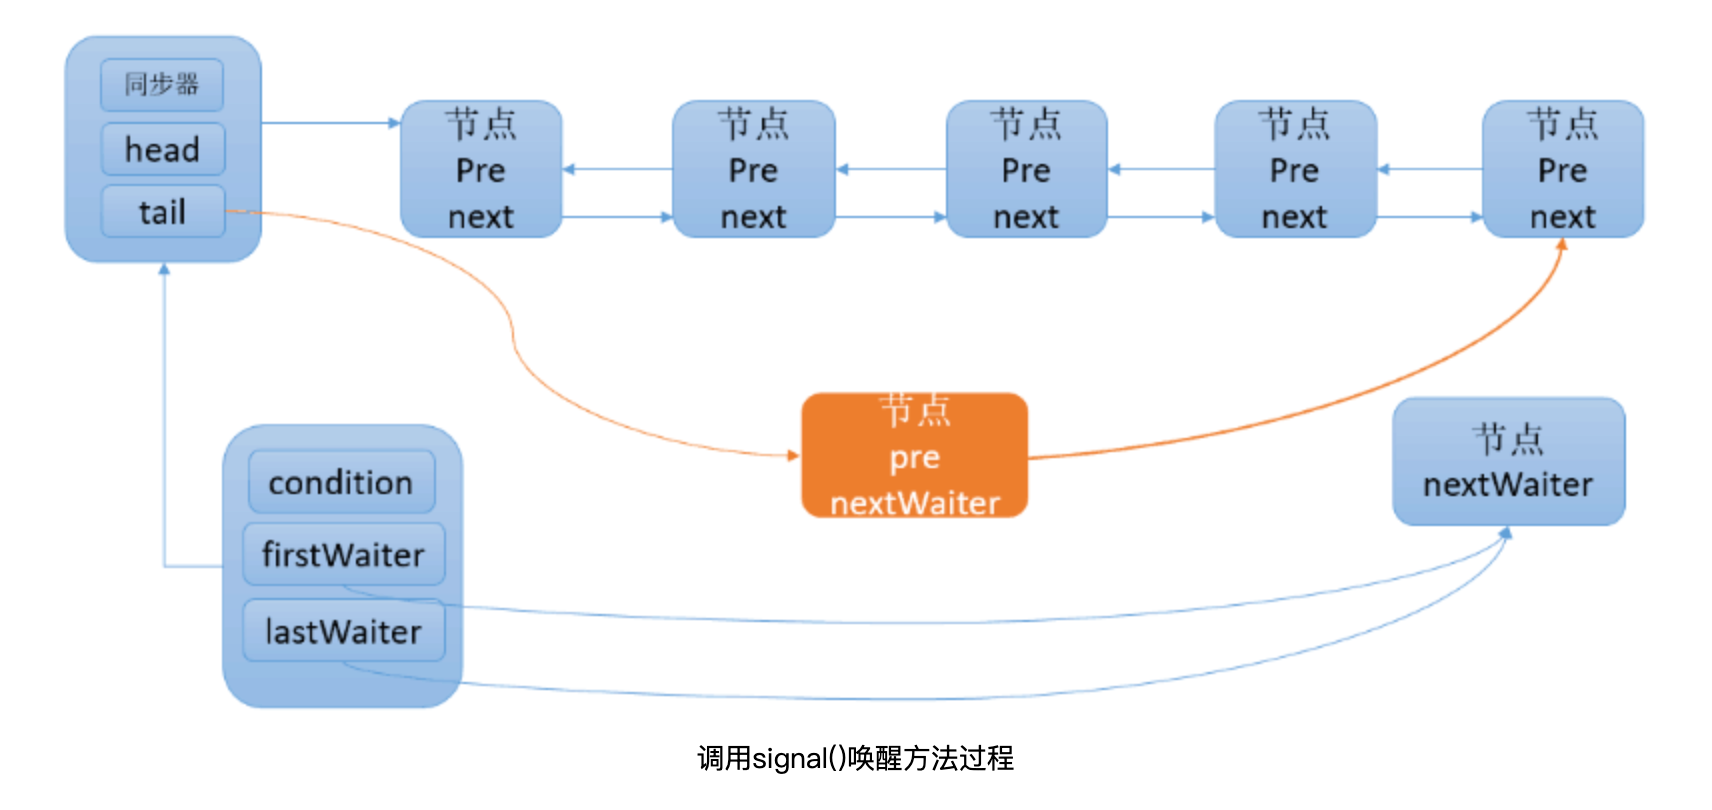 同步器
head
tail
节点
Pre
next
节点
Pre
next
节点
Pre
next
节点
Pre
next
节点
Pre
next
节点
pre
nextWaiter
节点
nextWaiter
condition
firstWaiter
lastWaiter
调用signal()唤醒方法过程